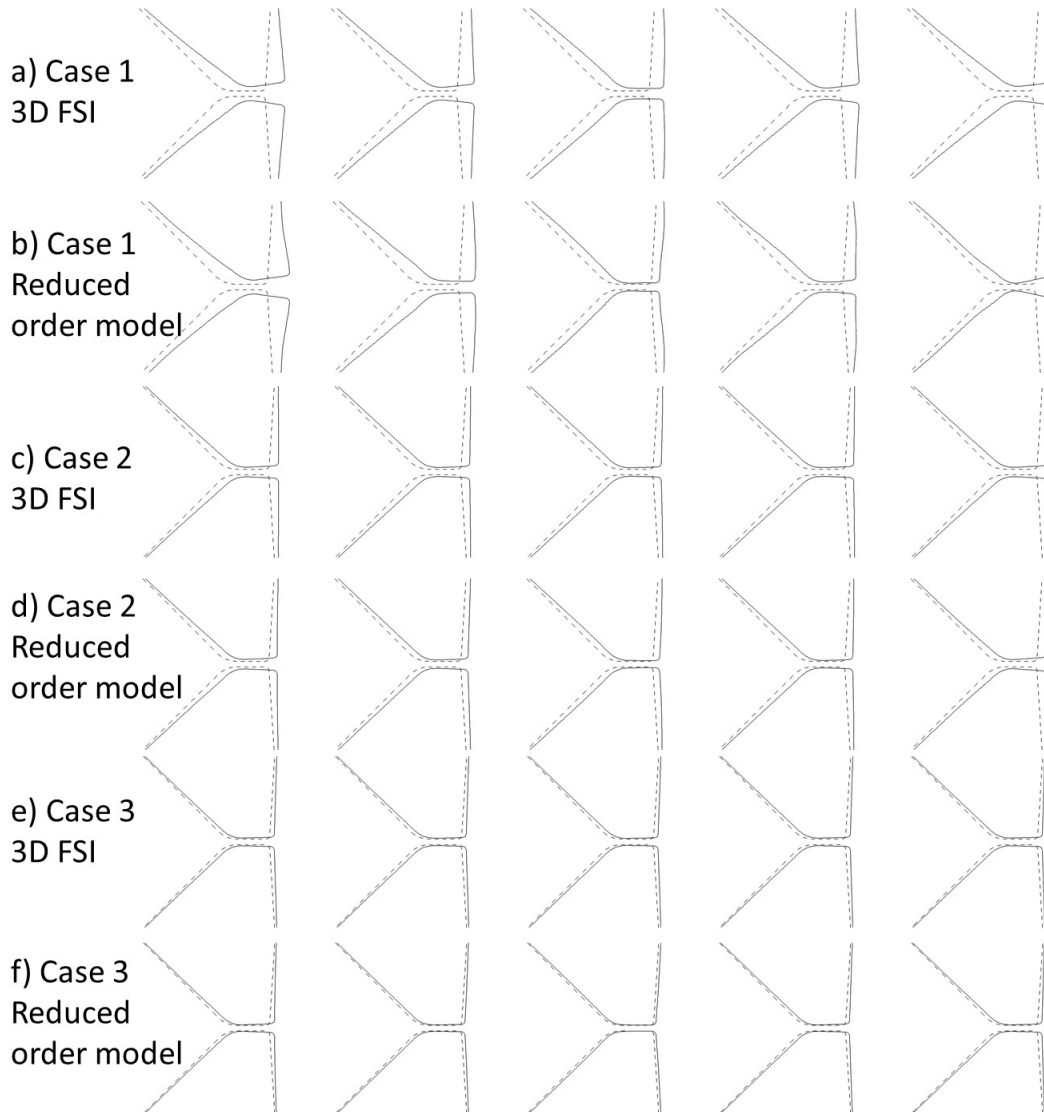 a) Case 1
3D FSI
b) Case 1
Reduced
order model
c) Case 2
3D FSI
d) Case 2
Reduced
order model
e) Case 3
3D FSI
f) Case 3
Reduced
order model